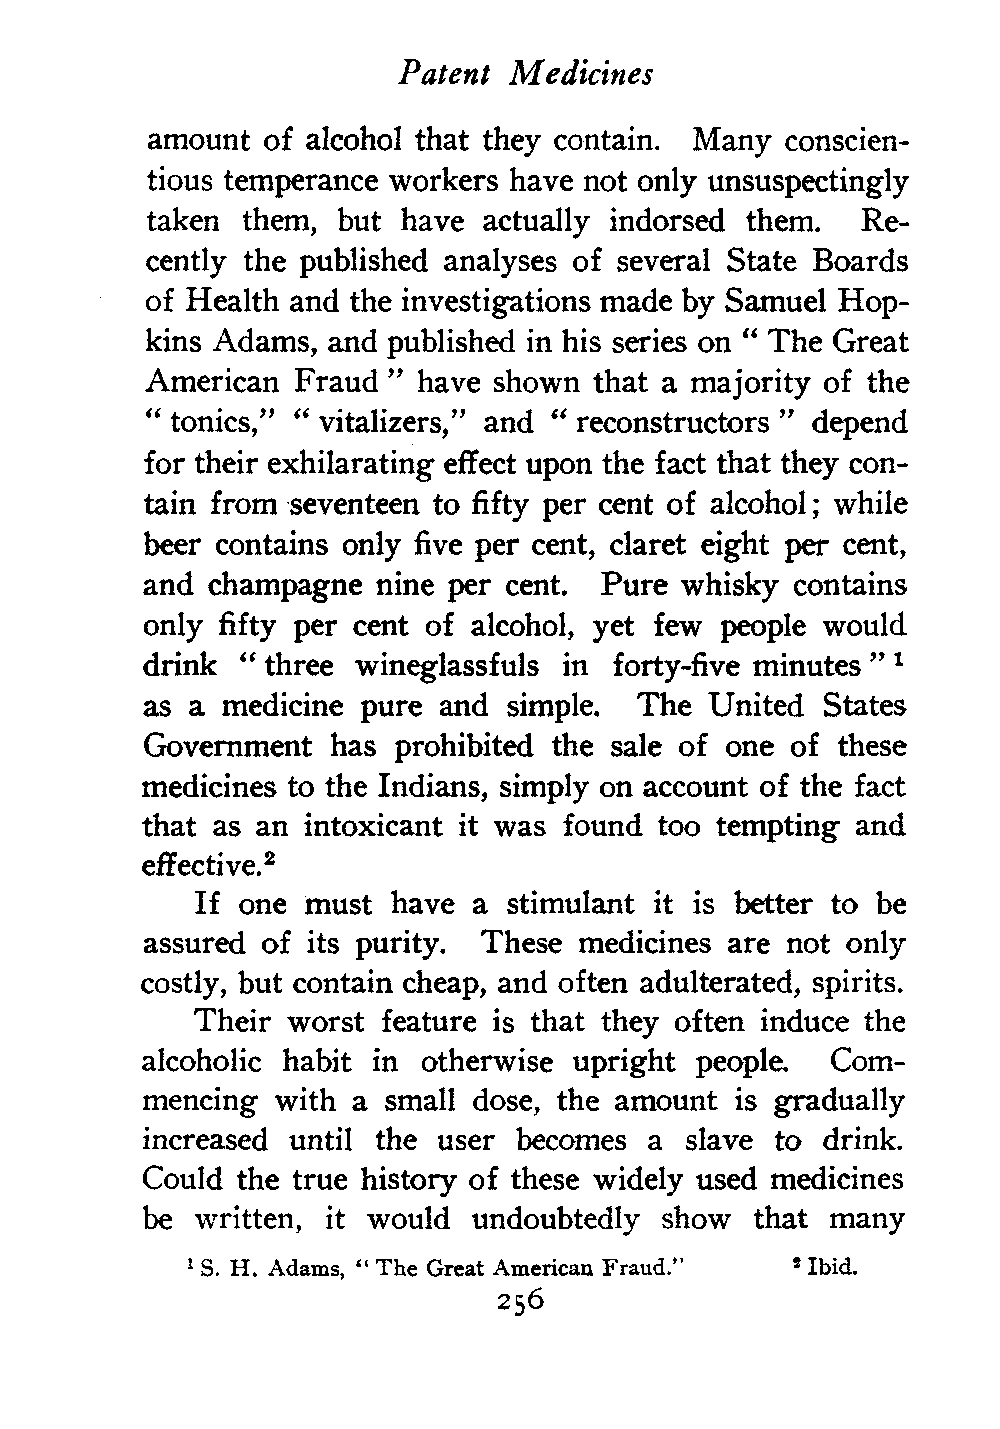 Patent Medicines
amount of alcohol that they contain. Many conscien-
tious temperance workers have not only unsuspectingly
taken them, but have actually indorsed them. Re-
cently the published analyses of several State Boards
of Health and the investigations made by Samuel Hop-
kins Adams, and published in his series on “ The Great
American Fraud ” have shown that a majority of the
“ tonics,” “ vitalizers,” and “ reconstructors ” depend
for their exhilarating effect upon the fact that they con-
tain from seventeen to fifty per cent of alcohol; while
beer contains only five per cent, claret eight per cent,
and champagne nine per cent. Pure whisky contains
only fifty per cent of alcohol, yet few people would
drink “ three wineglassfuls in forty-five minutes ” ¹
as a medicine pure and simple. The United States
Government has prohibited the sale of one of these
medicines to the Indians, simply on account of the fact
that as an intoxicant it was found too tempting and
effective.²
If one must have a stimulant it is better to be
assured of its purity. These medicines are not only
costly, but contain cheap, and often adulterated, spirits.
Their worst feature is that they often induce the
alcoholic habit in otherwise upright people. Com-
mencing with a small dose, the amount is gradually
increased until the user becomes a slave to drink.
Could the true history of these widely used medicines
be written, it would undoubtedly show that many
¹ S. H. Adams, “ The Great American Fraud.” ² Ibid.
256